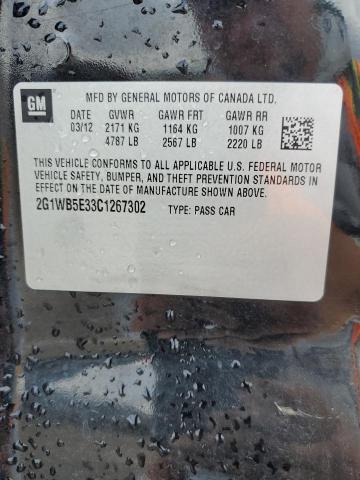 GM
MFD BY GENERAL MOTORS OF CANADA LTD.
DATE GVWR GAWR FRT GAWR RR
03/12 2171 KG 1164 KG 1007 KG
4787 LB 2567 LB 2220 LB
THIS VEHICLE CONFORMS TO ALL APPLICABLE U.S. FEDERAL MOTOR
VEHICLE SAFETY, BUMPER, AND THEFT PREVENTION STANDARDS IN
EFFECT ON THE DATE OF MANUFACTURE SHOWN ABOVE.
2G1WB5E33C1267302 TYPE: PASS CAR